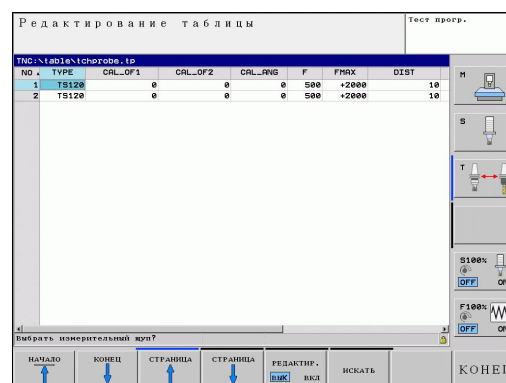 Редактирование таблицы
Тест прогр.
TNC:\table\tchprobe.tp
NO TYPE CAL_OF1 CAL_OF2 CAL_ANG F FMAX DIST
1 TS120 0 0 0 500 +2000 10
2 TS120 0 0 0 500 +2000 10
M
S
T
S100%
OFF ON
F100%
OFF ON
Выбрать измерительный щуп?
НАЧАЛО
КОНЕЦ
СТРАНИЦА
СТРАНИЦА
РЕДАКТИР.
ВЫК ВКЛ
ИСКАТЬ
КОНЕЦ